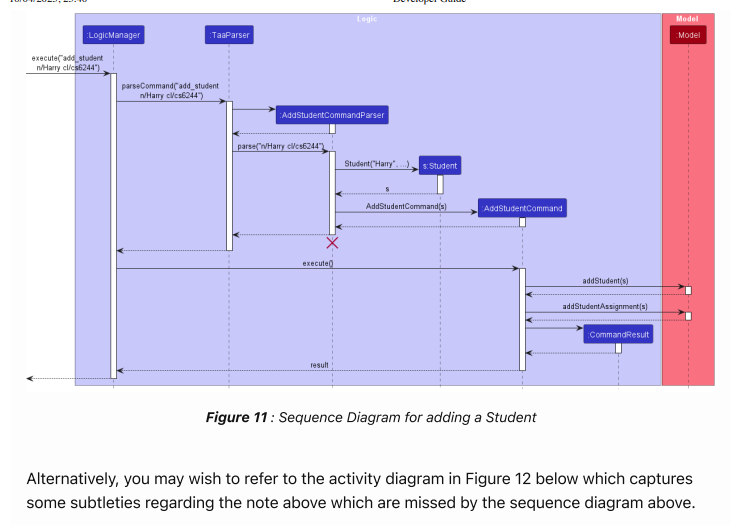 Logic
Model
:LogicManager
:TaaParser
:Model
execute("add_student
n/Harry cl/cs6244")
parseCommand("add_student
n/Harry cl/cs6244")
:AddStudentCommandParser
parse("n/Harry cl/cs6244")
Student("Harry", ...)
s:Student
s
AddStudentCommand(s)
:AddStudentCommand
execute()
addStudent(s)
addStudentAssignment(s)
:CommandResult
result
Figure 11 : Sequence Diagram for adding a Student
Alternatively, you may wish to refer to the activity diagram in Figure 12 below which captures
some subtleties regarding the note above which are missed by the sequence diagram above.